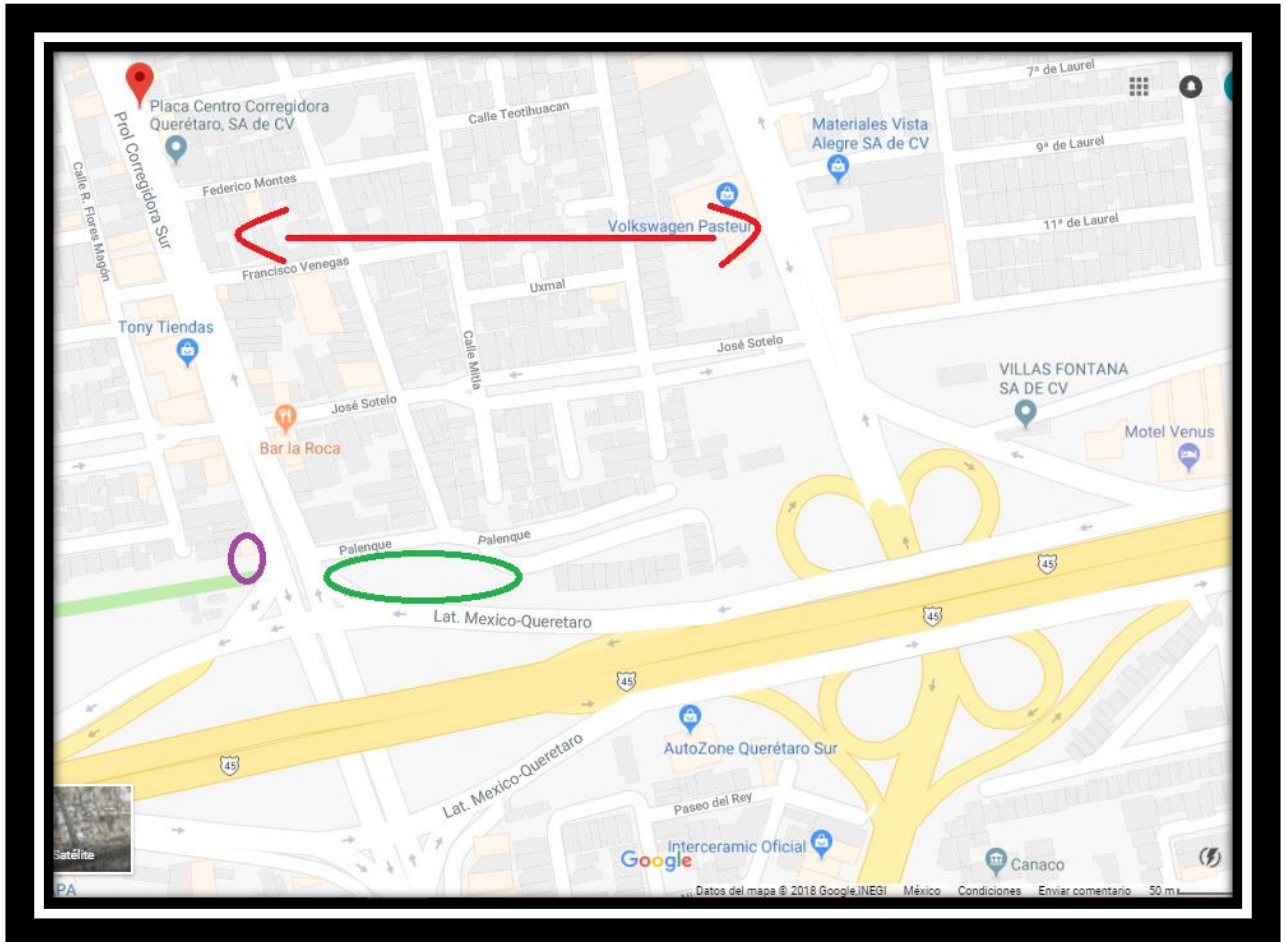 7ª de Laurel
Placa Centro Corregidora
Querétaro, SA de CV
Calle Teotihuacan
Materiales Vista
Alegre SA de CV
9ª de Laurel
Prol Corregidora Sur
Calle R. Flores Magón
Federico Montes
Volkswagen Pasteur
11ª de Laurel
Francisco Venegas
Uxmal
Tony Tiendas
Calle Mitla
José Sotelo
VILLAS FONTANA
SA DE CV
José Sotelo
Bar la Roca
Motel Venus
Palenque
Palenque
45
Lat. Mexico-Queretaro
45
45
AutoZone Querétaro Sur
45
Lat. Mexico-Queretaro
Paseo del Rey
Satélite
Google
Interceramic Oficial
Canaco
PA
Datos del mapa © 2018 Google, INEGI México Condiciones Enviar comentario 50 m